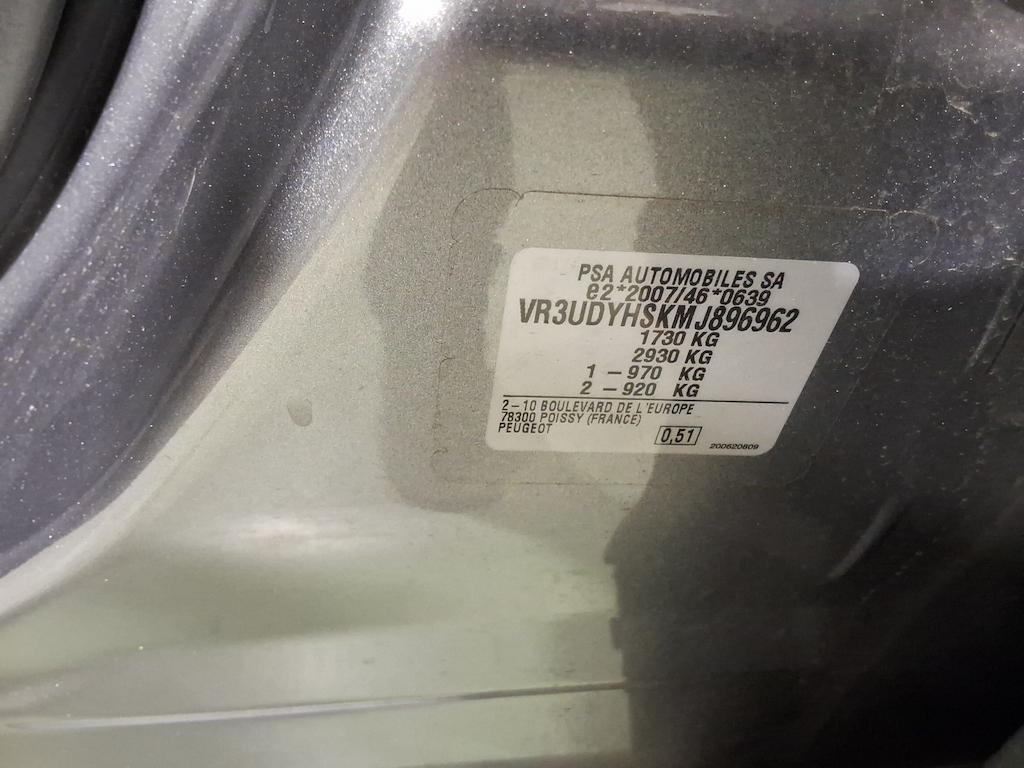 PSA AUTOMOBILES SA
e2*2007/46*0639
VR3UDYHSKMJ896962
1730 KG
2930 KG
1 - 970 KG
2 - 920 KG
2-10 BOULEVARD DE L'EUROPE
78300 POISSY (FRANCE)
PEUGEOT
0,51
200620809